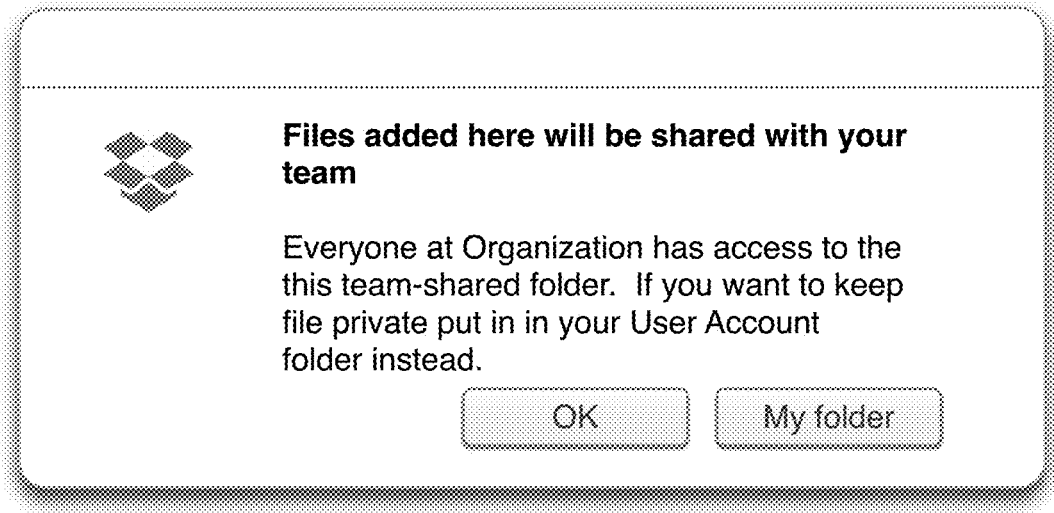 Files added here will be shared with your
team
Everyone at Organization has access to the
this team-shared folder.  If you want to keep
file private put in in your User Account
folder instead.
OK
My folder